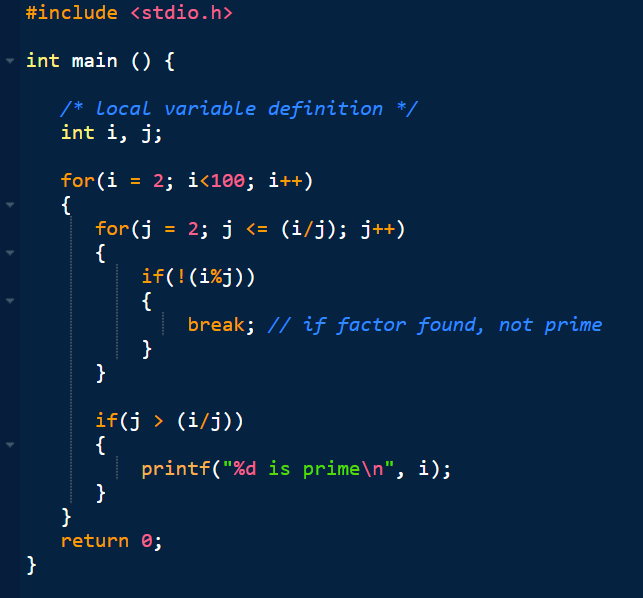 #include <stdio.h>
int main () {
/* local variable definition */
int i, j;
for(i = 2; i<100; i++)
{
for(j = 2; j <= (i/j); j++)
{
if(!(i%j))
{
break; // if factor found, not prime
}
}
if(j > (i/j))
{
printf("%d is prime\n", i);
}
}
return 0;
}